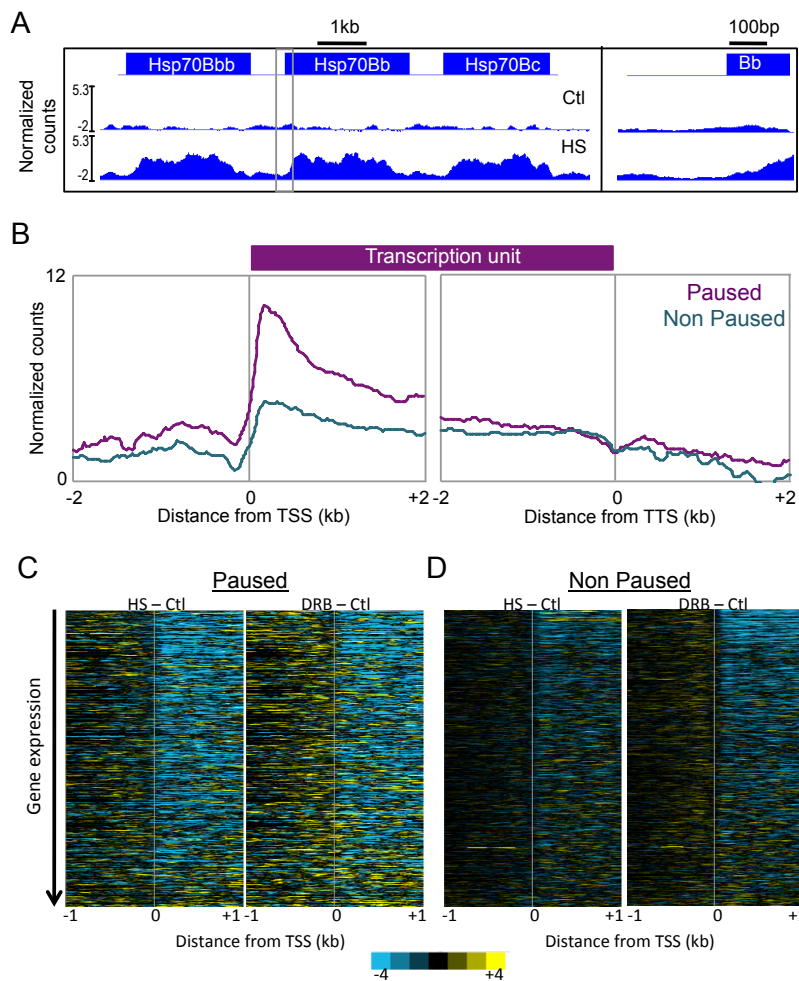 A
1kb
100bp
Hsp70Bbb
Hsp70Bb
Hsp70Bc
Bb
Normalized counts
5.3
-2
Ctl
5.3
-2
HS
B
Transcription unit
12
0
Normalized counts
Paused
Non Paused
-2
0
+2
-2
0
+2
Distance from TSS (kb)
Distance from TTS (kb)
C
Paused
HS – Ctl
DRB – Ctl
Gene expression
-1
0
+1
-1
0
+1
Distance from TSS (kb)
D
Non Paused
HS – Ctl
DRB – Ctl
-1
0
+1
-1
0
+1
Distance from TSS (kb)
-4
+4